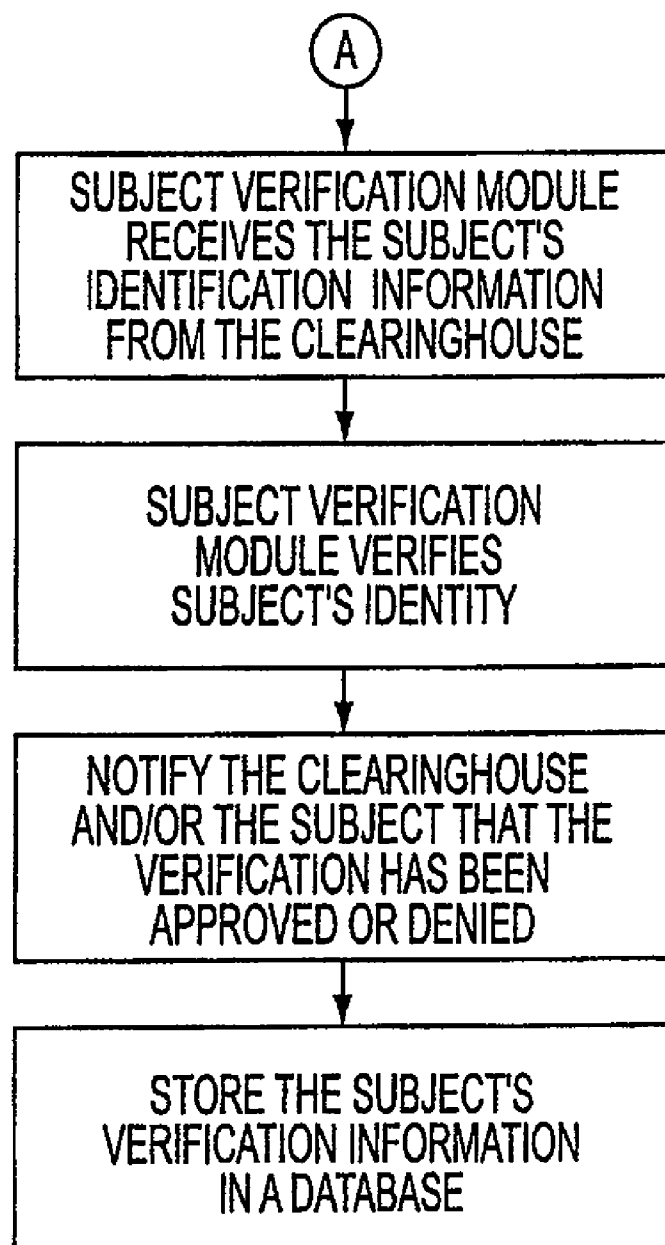 A
SUBJECT VERIFICATION MODULE
RECEIVES THE SUBJECT'S
IDENTIFICATION INFORMATION
FROM THE CLEARINGHOUSE
SUBJECT VERIFICATION
MODULE VERIFIES
SUBJECT'S IDENTITY
NOTIFY THE CLEARINGHOUSE
AND/OR THE SUBJECT THAT THE
VERIFICATION HAS BEEN
APPROVED OR DENIED
STORE THE SUBJECT'S
VERIFICATION INFORMATION
IN A DATABASE